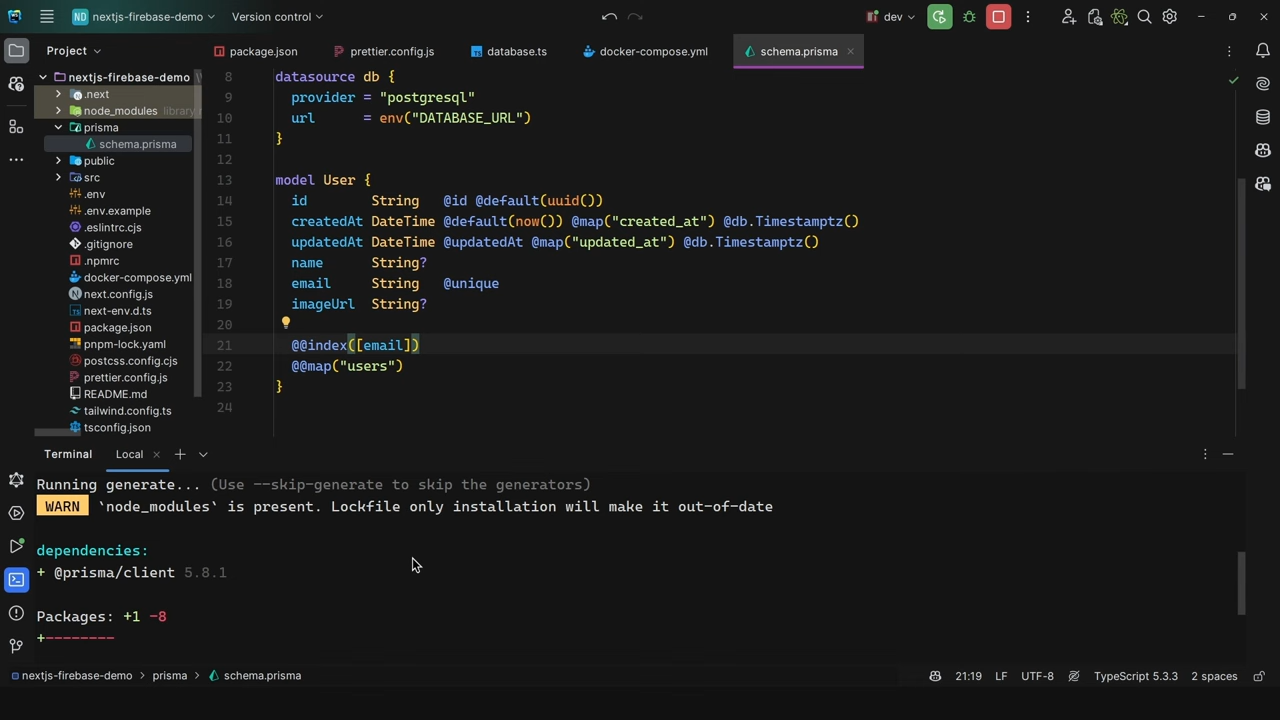 ND nextjs-firebase-demo Version control dev
Project
package.json prettier.config.js database.ts docker-compose.yml schema.prisma
nextjs-firebase-demo
.next
node_modules library
prisma
schema.prisma
public
src
.env
.env.example
.eslintrc.cjs
.gitignore
.npmrc
docker-compose.yml
next.config.js
next-env.d.ts
package.json
pnpm-lock.yaml
postcss.config.cjs
prettier.config.js
README.md
tailwind.config.ts
tsconfig.json
8 datasource db {
9 provider = "postgresql"
10 url = env("DATABASE_URL")
11 }
12
13 model User {
14 id String @id @default(uuid())
15 createdAt DateTime @default(now()) @map("created_at") @db.Timestamptz()
16 updatedAt DateTime @updatedAt @map("updated_at") @db.Timestamptz()
17 name String?
18 email String @unique
19 imageUrl String?
20
21 @@index([email])
22 @@map("users")
23 }
24
Terminal Local
Running generate... (Use --skip-generate to skip the generators)
WARN `node_modules` is present. Lockfile only installation will make it out-of-date
dependencies:
+ @prisma/client 5.8.1
Packages: +1 -8
+--------
nextjs-firebase-demo prisma schema.prisma 21:19 LF UTF-8 TypeScript 5.3.3 2 spaces